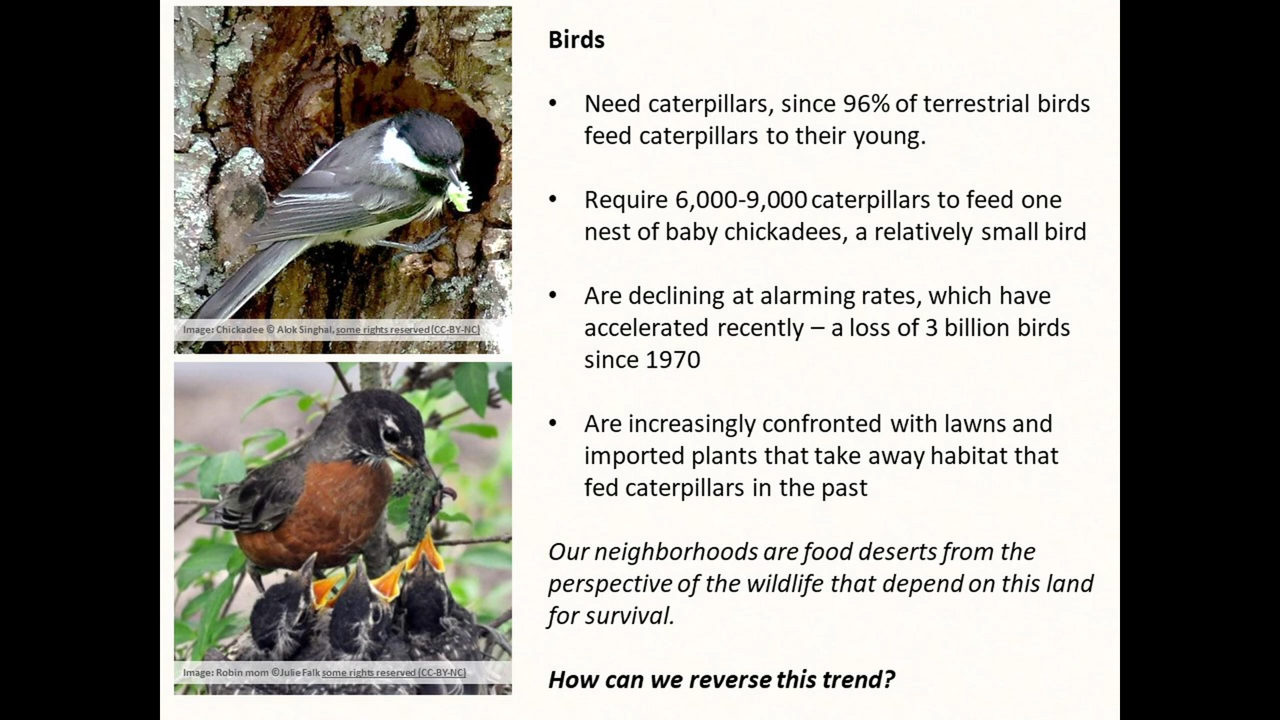 Birds
• Need caterpillars, since 96% of terrestrial birds
feed caterpillars to their young.
• Require 6,000-9,000 caterpillars to feed one
nest of baby chickadees, a relatively small bird
• Are declining at alarming rates, which have
accelerated recently – a loss of 3 billion birds
since 1970
• Are increasingly confronted with lawns and
imported plants that take away habitat that
fed caterpillars in the past
Our neighborhoods are food deserts from the
perspective of the wildlife that depend on this land
for survival.
How can we reverse this trend?
Image: Chickadee © Alok Singhal, some rights reserved (CC-BY-NC)
Image: Robin mom ©Julie Falk some rights reserved (CC-BY-NC)